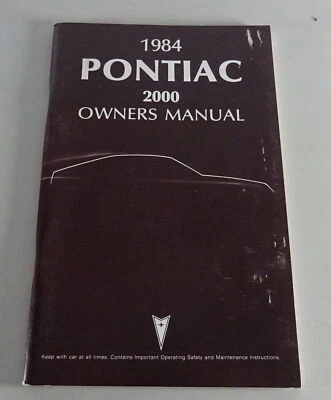 1984
PONTIAC
2000
OWNERS MANUAL
Keep with car at all times. Contains Important Operating Safety and Maintenance Instructions.